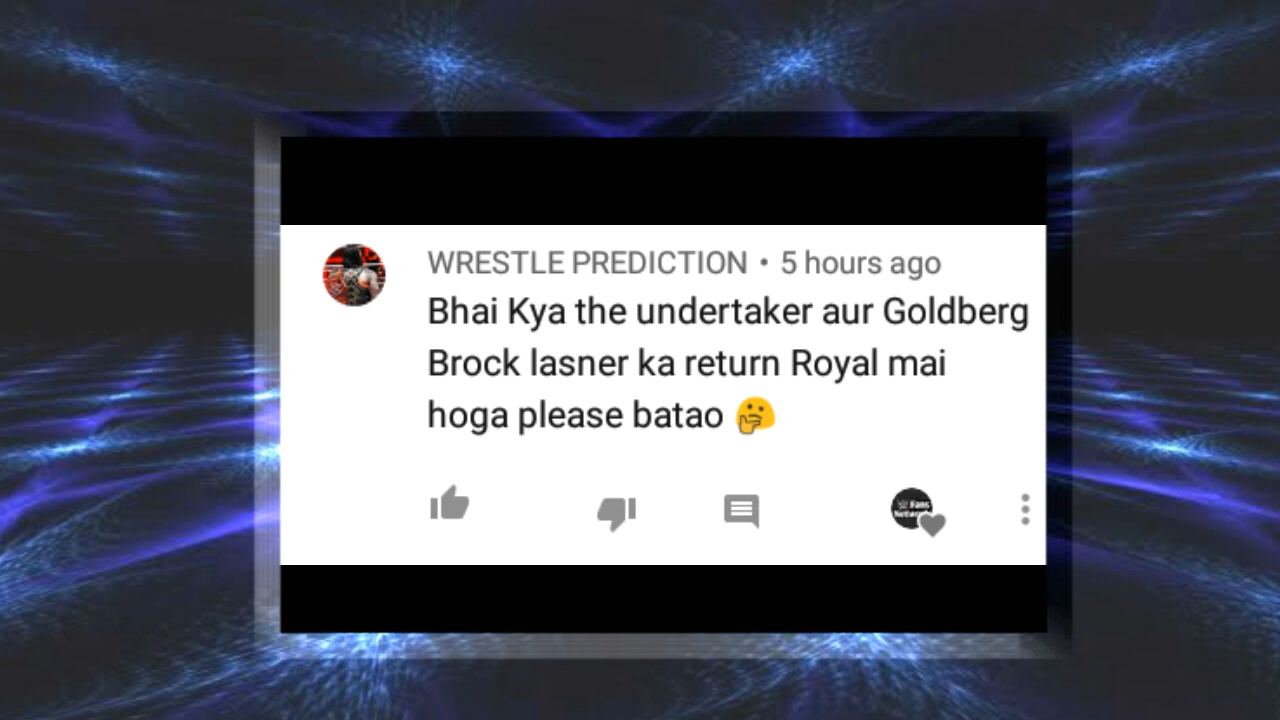 WRESTLE PREDICTION • 5 hours ago
Bhai Kya the undertaker aur Goldberg
Brock lasner ka return Royal mai
hoga please batao 🤔
Fans